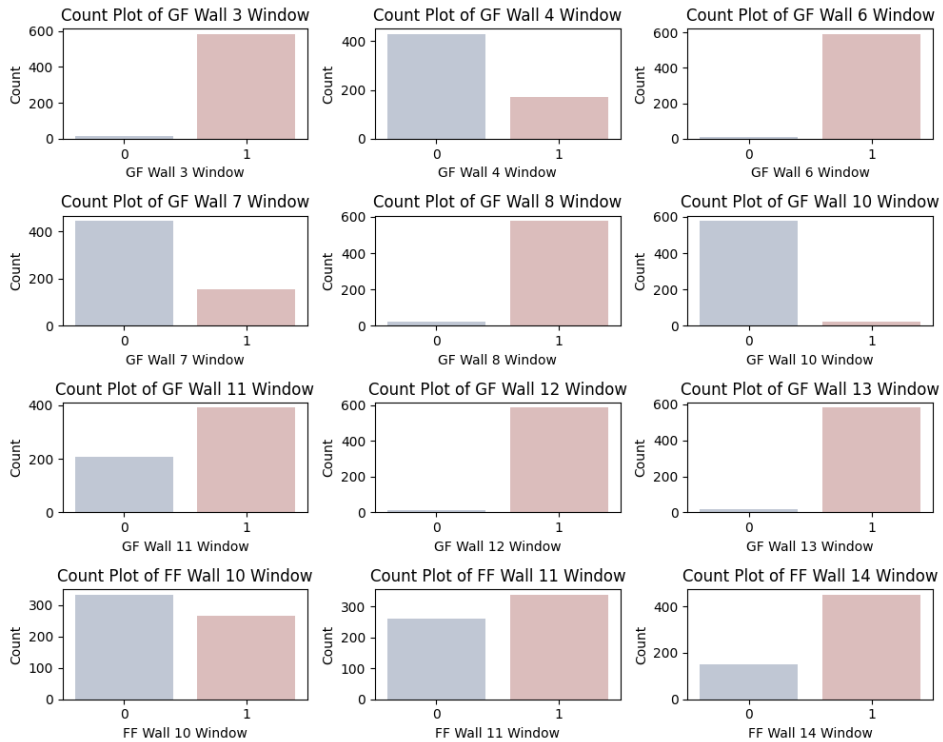 Count Plot of GF Wall 3 Window
600
400
200
0
Count
0 1
GF Wall 3 Window
Count Plot of GF Wall 4 Window
400
200
0
Count
0 1
GF Wall 4 Window
Count Plot of GF Wall 6 Window
600
400
200
0
Count
0 1
GF Wall 6 Window
Count Plot of GF Wall 7 Window
400
200
0
Count
0 1
GF Wall 7 Window
Count Plot of GF Wall 8 Window
600
400
200
0
Count
0 1
GF Wall 8 Window
Count Plot of GF Wall 10 Window
600
400
200
0
Count
0 1
GF Wall 10 Window
Count Plot of GF Wall 11 Window
400
200
0
Count
0 1
GF Wall 11 Window
Count Plot of GF Wall 12 Window
600
400
200
0
Count
0 1
GF Wall 12 Window
Count Plot of GF Wall 13 Window
600
400
200
0
Count
0 1
GF Wall 13 Window
Count Plot of FF Wall 10 Window
300
200
100
0
Count
0 1
FF Wall 10 Window
Count Plot of FF Wall 11 Window
300
200
100
0
Count
0 1
FF Wall 11 Window
Count Plot of FF Wall 14 Window
400
200
0
Count
0 1
FF Wall 14 Window